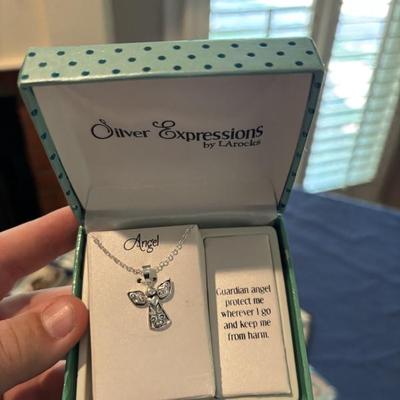 Silver Expressions
by LArocks
Angel
Guardian angel
protect me
wherever I go
and keep me
from harm.